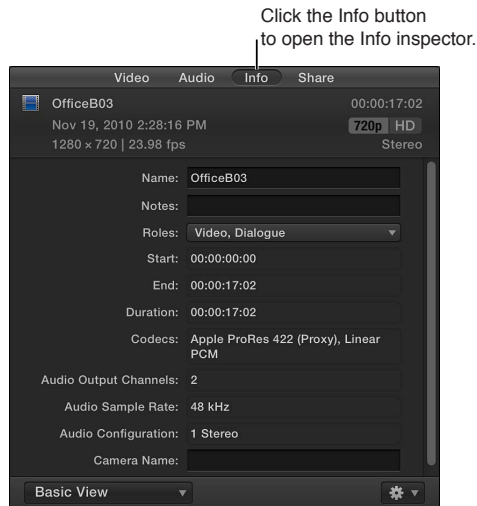 Click the Info button
to open the Info inspector.
Video Audio Info Share
OfficeB03 00:00:17:02
Nov 19, 2010 2:28:16 PM 720p HD
1280 × 720 | 23.98 fps Stereo
Name: OfficeB03
Notes:
Roles: Video, Dialogue
Start: 00:00:00:00
End: 00:00:17:02
Duration: 00:00:17:02
Codecs: Apple ProRes 422 (Proxy), Linear
PCM
Audio Output Channels: 2
Audio Sample Rate: 48 kHz
Audio Configuration: 1 Stereo
Camera Name:
Basic View